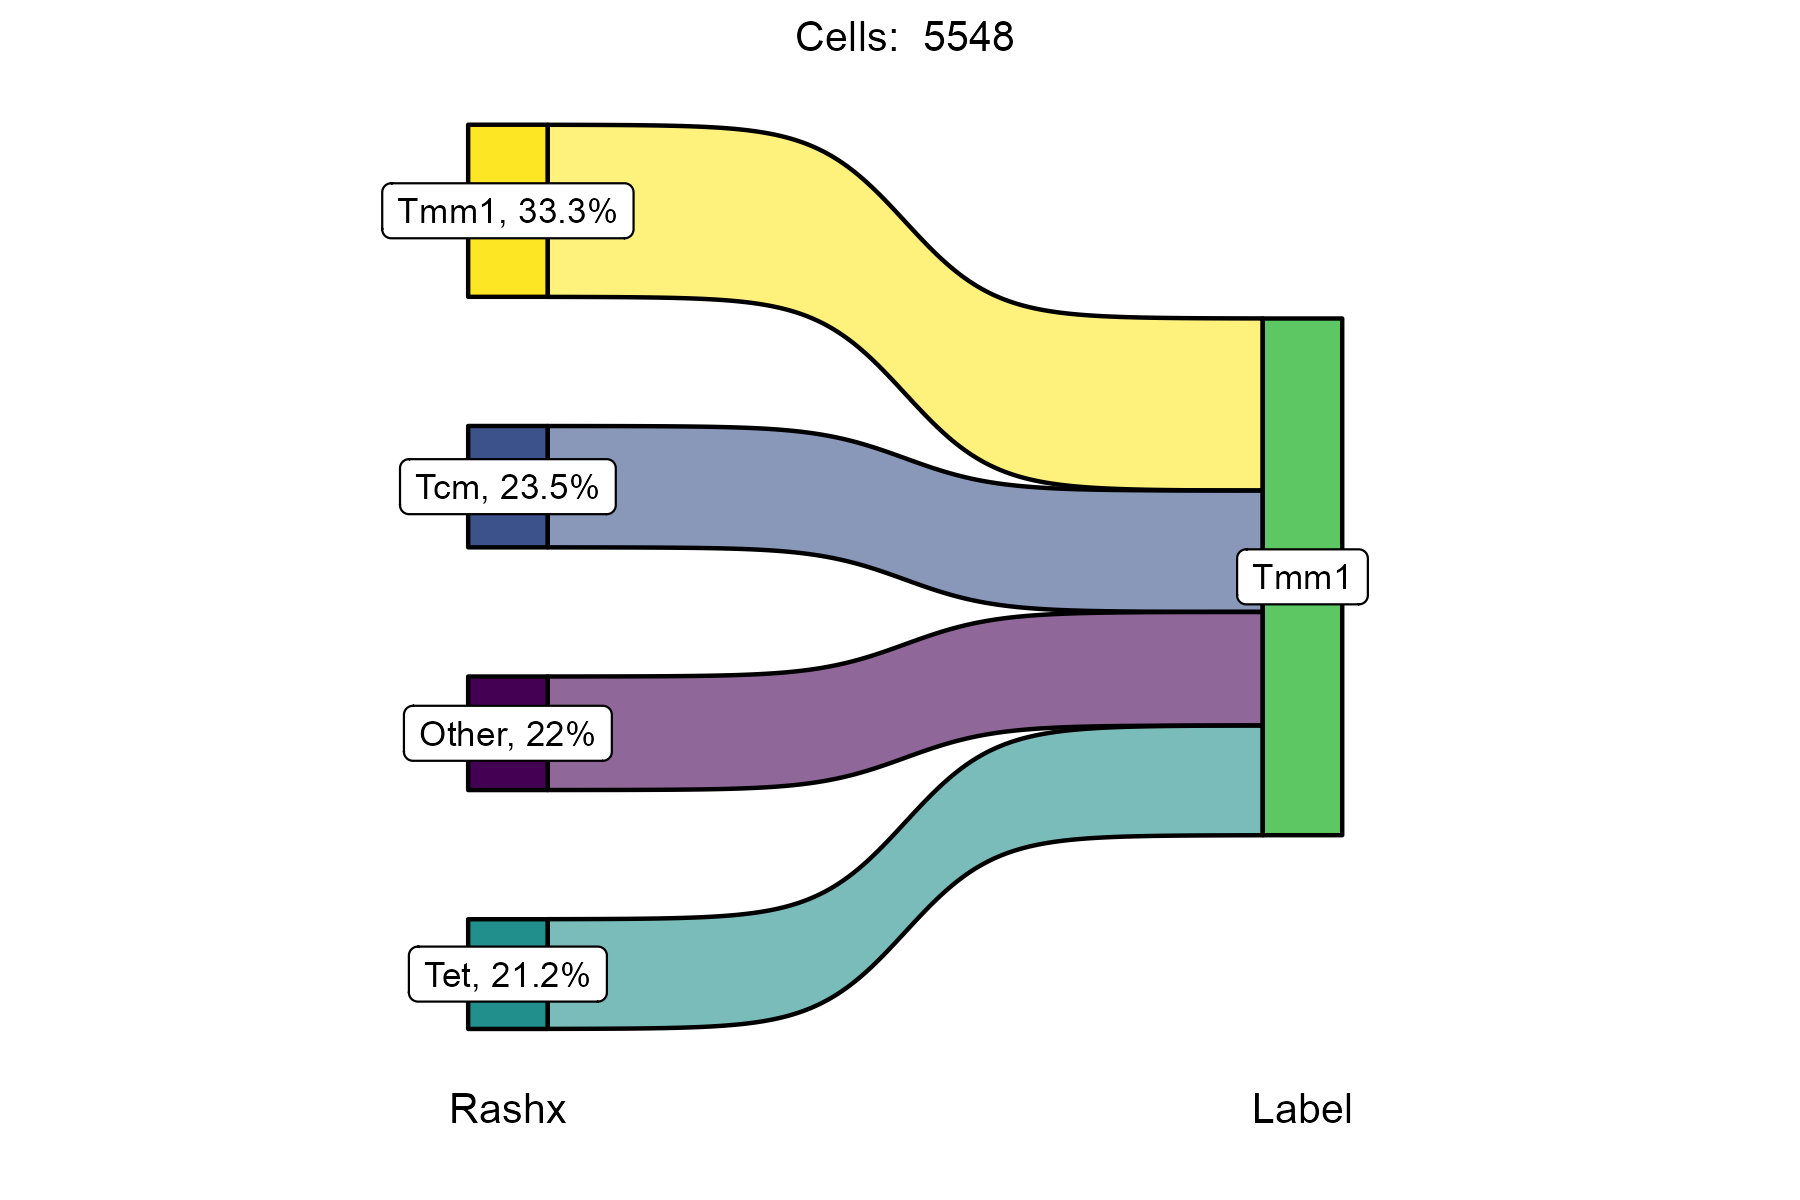 Cells:  5548
Tmm1, 33.3%
Tcm, 23.5%
Tmm1
Other, 22%
Tet, 21.2%
Rashx
Label